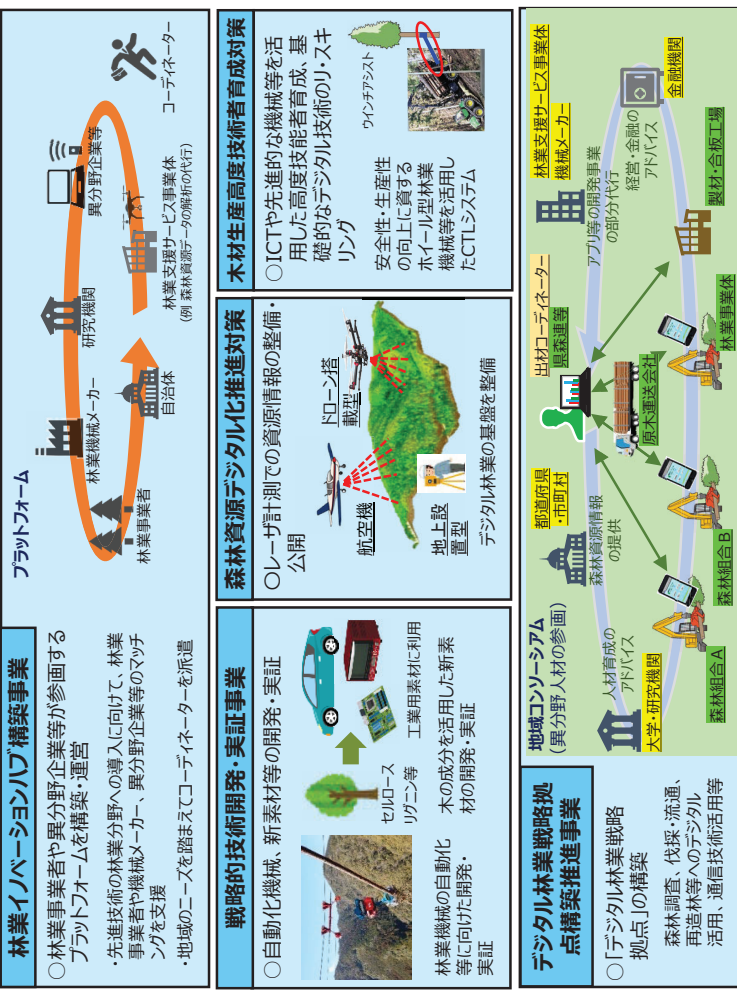 林業イノベーションハブ構築事業
○林業事業者や異分野企業等が参画する
プラットフォームを構築・運営
・先進技術の林業分野への導入に向けて、林業
事業者や機械メーカー、異分野企業等のマッチ
ングを支援
・地域のニーズを踏まえてコーディネーターを派遣
プラットフォーム
林業事業者
林業機械メーカー
研究機関
異分野企業等
コーディネーター
自治体
林業支援サービス事業体
(例 森林資源データの解析の代行)
戦略的技術開発・実証事業
○自動化機械、新素材等の開発・実証
林業機械の自動化
等に向けた開発・
実証
セルロース
リグニン等
工業用素材に利用
木の成分を活用した新素
材の開発・実証
森林資源デジタル化推進対策
○レーザ計測での資源情報の整備・
公開
航空機
ドローン搭
載型
地上設
置型
デジタル林業の基盤を整備
木材生産高度技術者育成対策
○ICTや先進的な機械等を活
用した高度技能者育成、基
礎的なデジタル技術のリ・スキ
リング
安全性・生産性
の向上に資する
ホイール型林業
機械等を活用し
たCTLシステム
ウインチアシスト
デジタル林業戦略拠
点構築推進事業
○「デジタル林業戦略
拠点」の構築
森林調査、伐採・流通、
再造林等へのデジタル
活用、通信技術活用等
地域コンソーシアム
(異分野人材の参画)
大学・研究機関
人材育成の
アドバイス
都道府県
・市町村
森林資源情報
の提供
出材コーディネーター
県森連等
林業支援サービス事業体
機械メーカー
アプリ等の開発事業
の部分代行
金融機関
経営・金融の
アドバイス
原木運送会社
製材・合板工場
森林組合A
森林組合B
林業事業体